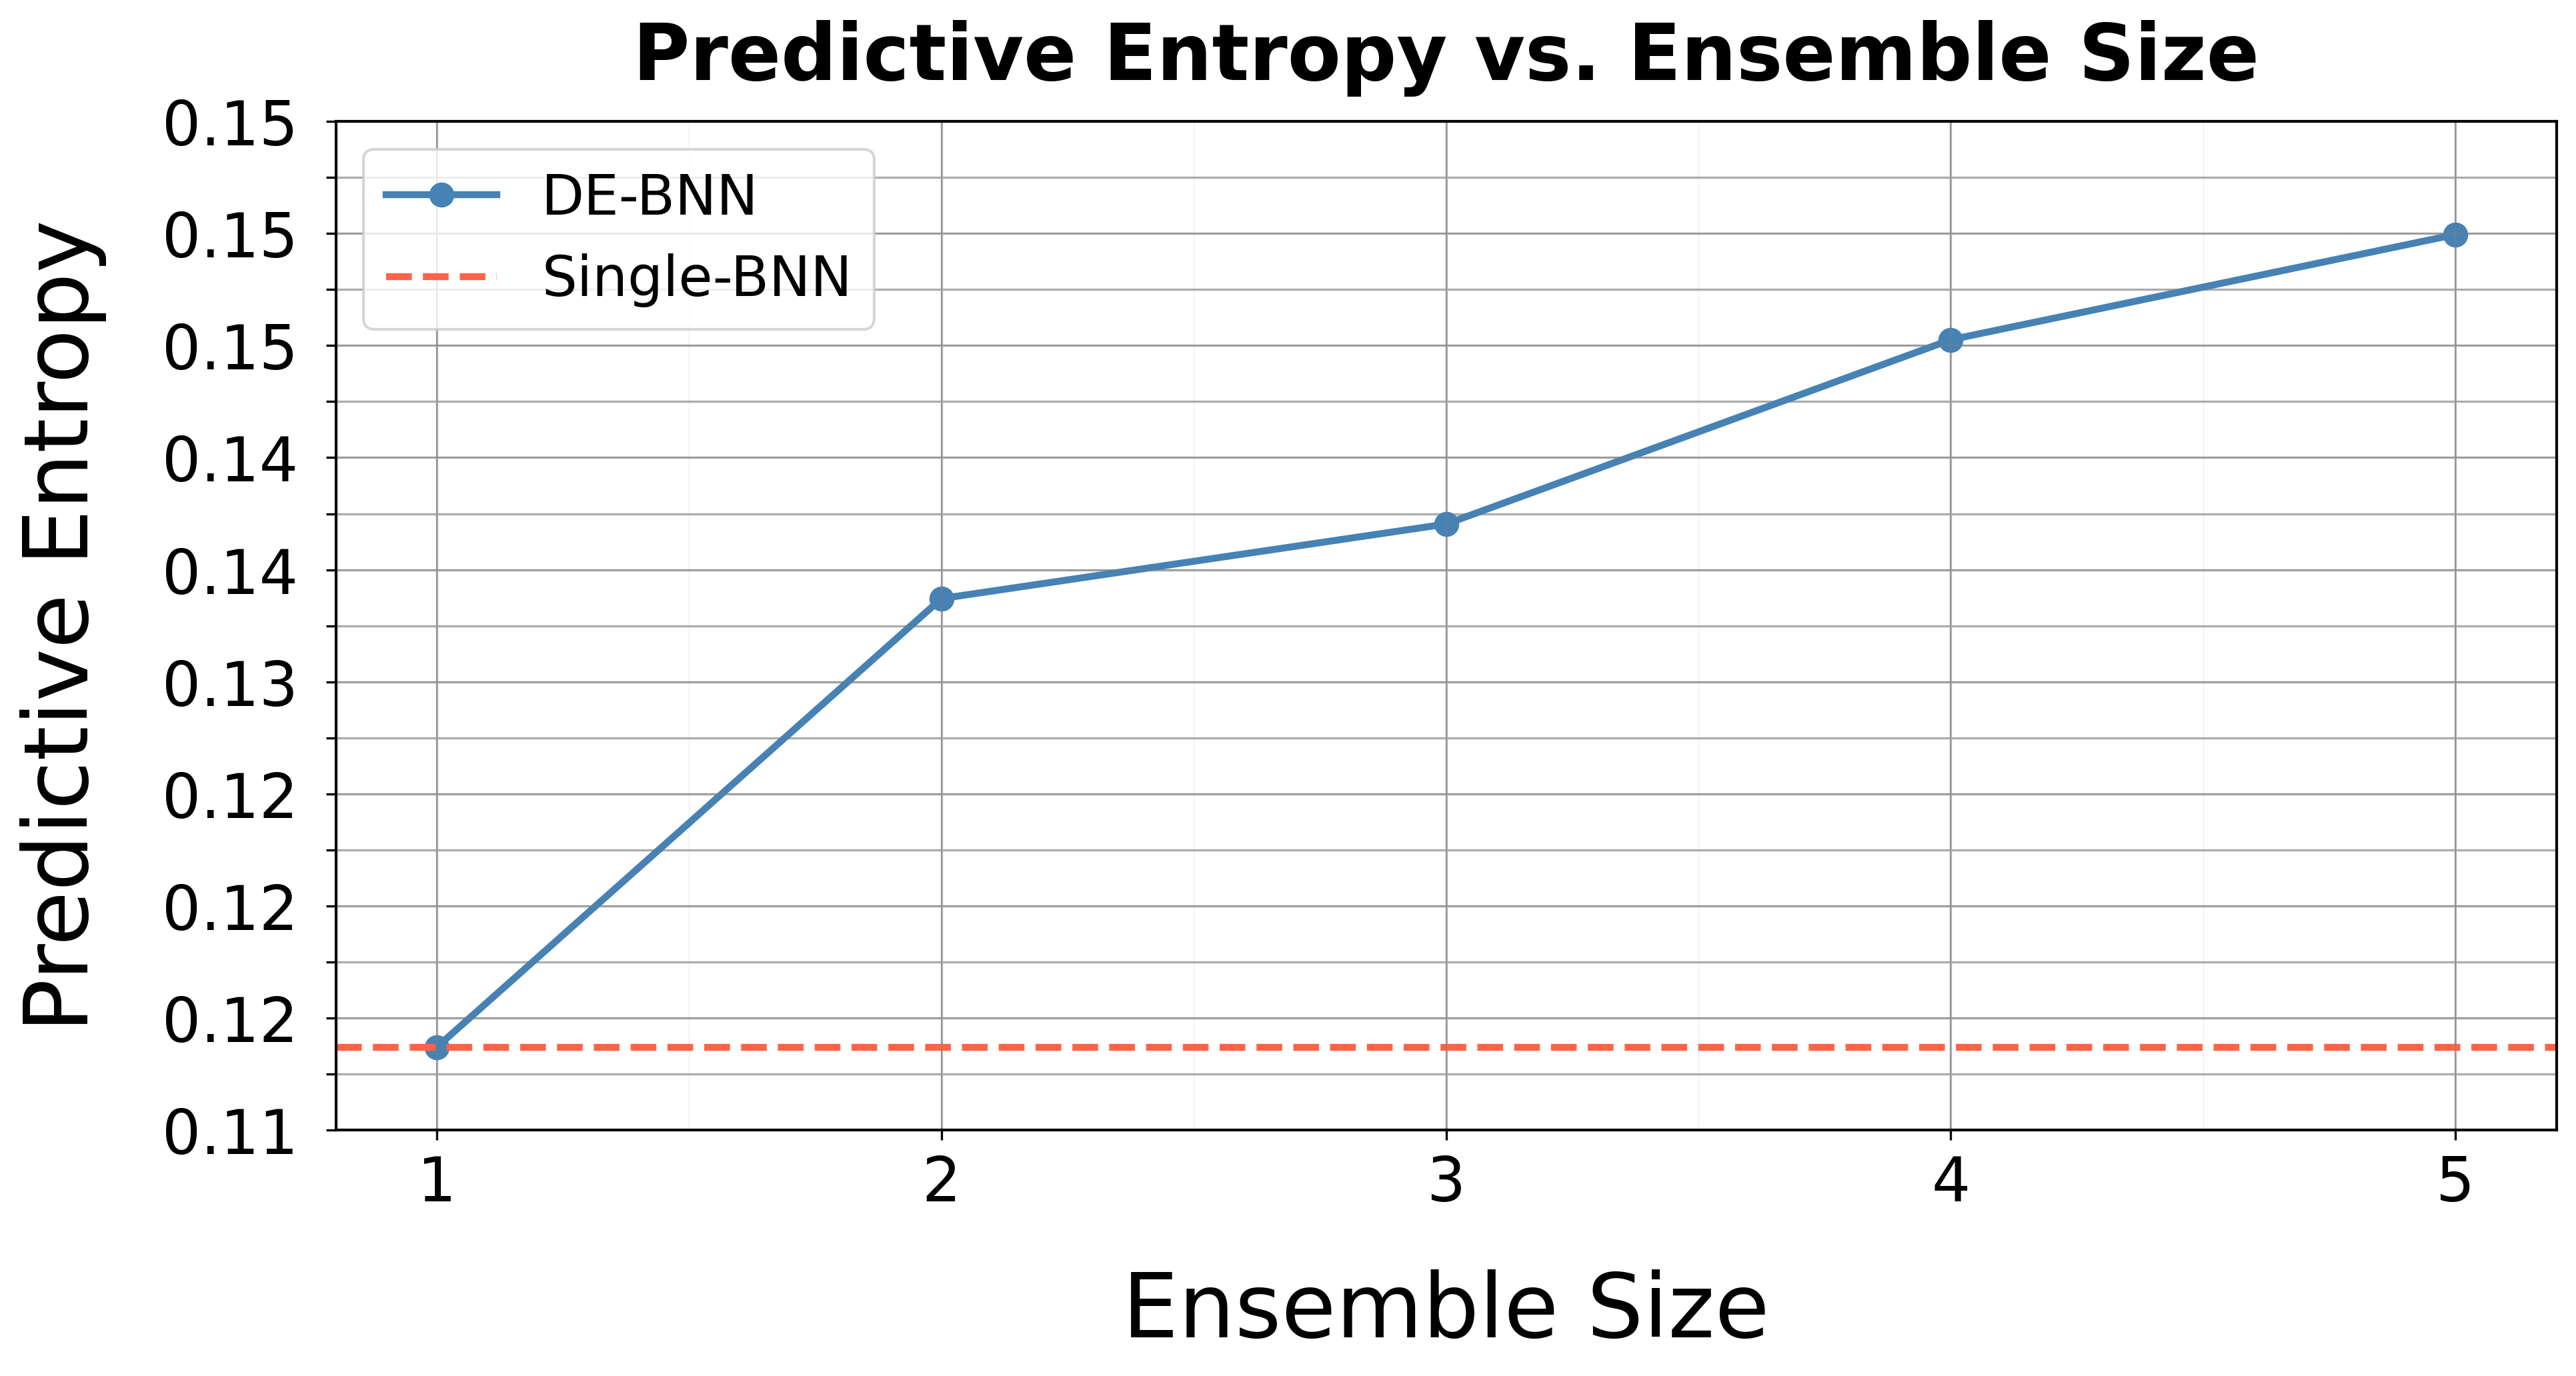 Predictive Entropy vs. Ensemble Size
0.15
0.15
0.15
0.14
0.14
0.13
0.12
0.12
0.12
0.11
Predictive Entropy
DE-BNN
Single-BNN
1 2 3 4 5
Ensemble Size